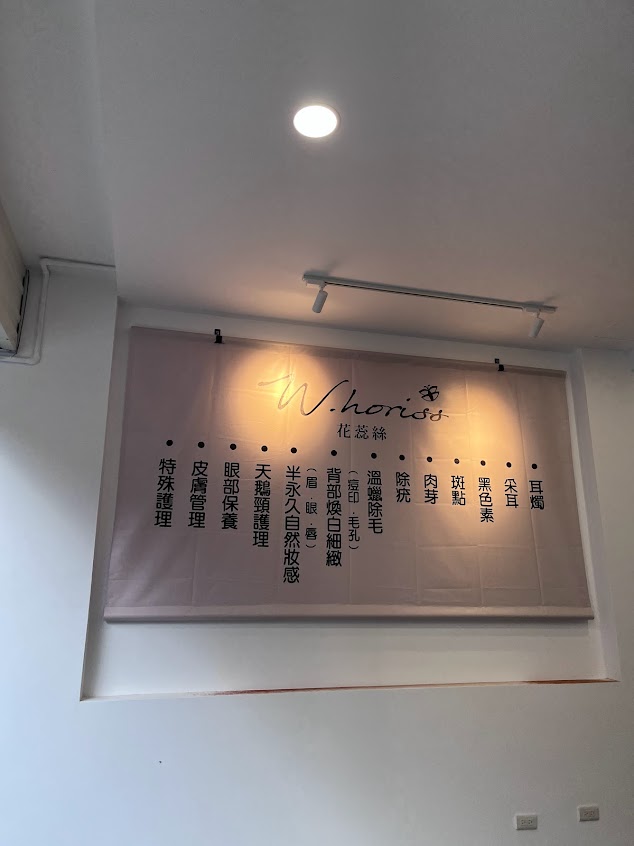 W.horiss
花蕊絲
耳燭
尖耳
黑色素
斑點
肉芽
除疣
溫蠟除毛
背部煥白細緻
(痘印.毛孔)
半永久自然妝感
(眉.眼.唇)
天鵝頸護理
眼部保養
皮膚管理
特殊護理